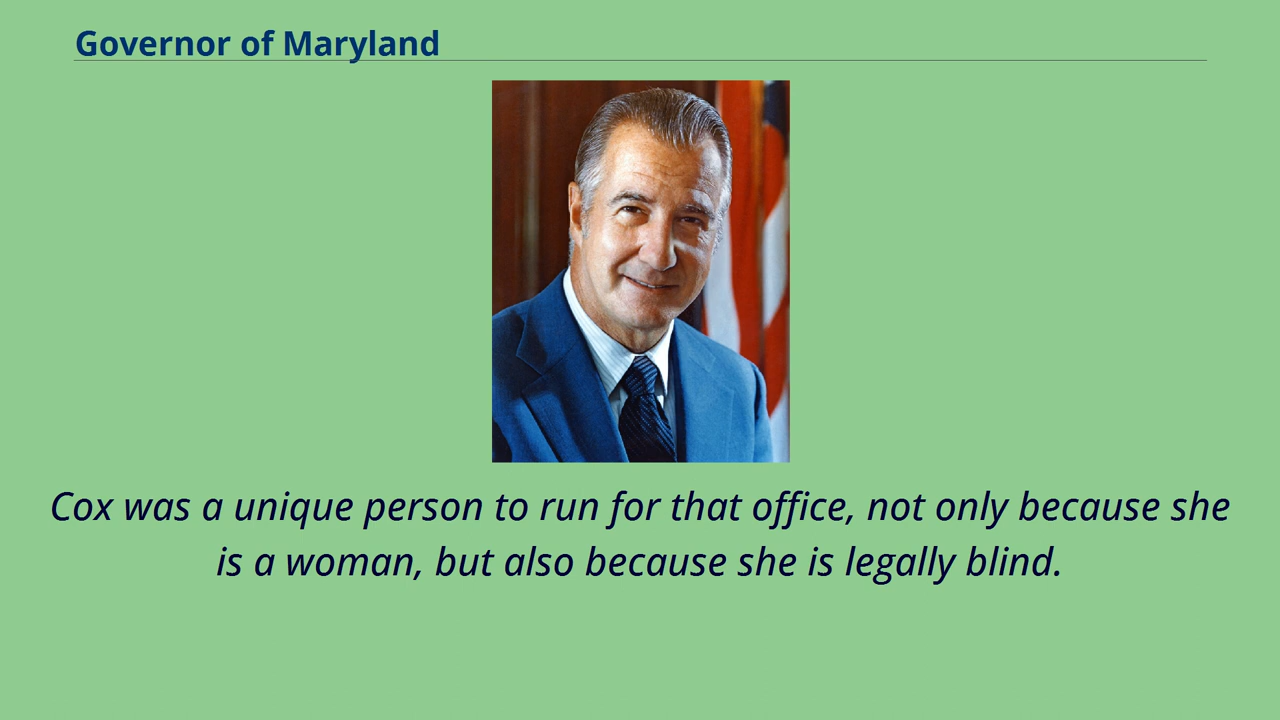 Governor of Maryland
Cox was a unique person to run for that office, not only because she
is a woman, but also because she is legally blind.